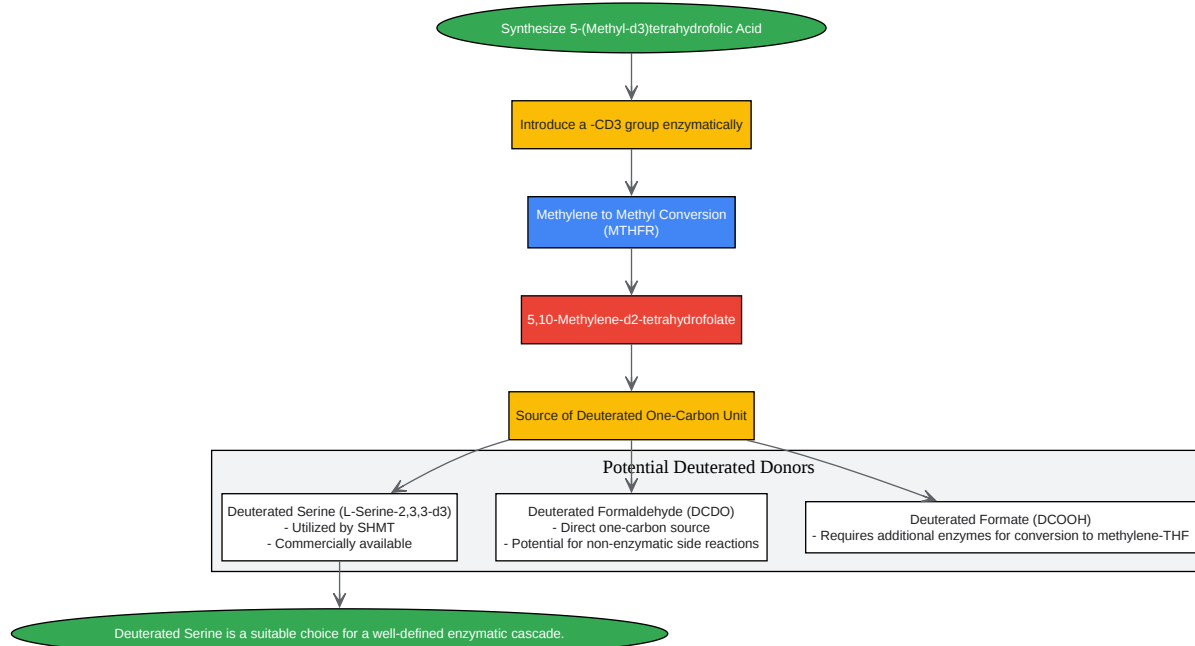 Synthesize 5-(Methyl-d3)tetrahydrofolic Acid
Introduce a -CD3 group enzymatically
Methylene to Methyl Conversion
(MTHFR)
5,10-Methylene-d2-tetrahydrofolate
Source of Deuterated One-Carbon Unit
Potential Deuterated Donors
Deuterated Serine (L-Serine-2,3,3-d3)
- Utilized by SHMT
- Commercially available
Deuterated Formaldehyde (DCDO)
- Direct one-carbon source
- Potential for non-enzymatic side reactions
Deuterated Formate (DCOOH)
- Requires additional enzymes for conversion to methylene-THF
Deuterated Serine is a suitable choice for a well-defined enzymatic cascade.